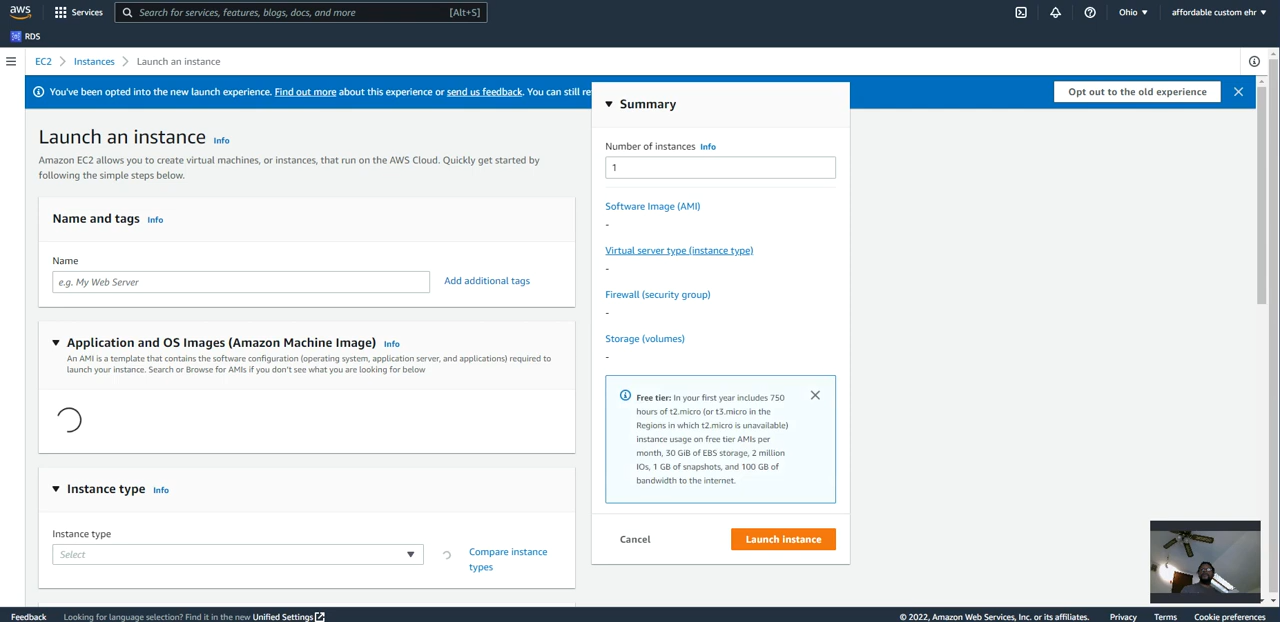 aws
Services
Search for services, features, blogs, docs, and more
[Alt+S]
Ohio ▼
affordable custom ehr ▼
RDS
EC2 > Instances > Launch an instance
You've been opted into the new launch experience. Find out more about this experience or send us feedback. You can still re
Opt out to the old experience
Launch an instance Info
Amazon EC2 allows you to create virtual machines, or instances, that run on the AWS Cloud. Quickly get started by
following the simple steps below.
Name and tags Info
Name
e.g. My Web Server
Add additional tags
▼ Application and OS Images (Amazon Machine Image) Info
An AMI is a template that contains the software configuration (operating system, application server, and applications) required to
launch your instance. Search or Browse for AMIs if you don't see what you are looking for below
▼ Instance type Info
Instance type
Select
Compare instance
types
▼ Summary
Number of instances Info
1
Software Image (AMI)
-
Virtual server type (instance type)
-
Firewall (security group)
-
Storage (volumes)
-
Free tier: In your first year includes 750
hours of t2.micro (or t3.micro in the
Regions in which t2.micro is unavailable)
instance usage on free tier AMIs per
month, 30 GiB of EBS storage, 2 million
IOs, 1 GB of snapshots, and 100 GB of
bandwidth to the internet.
Cancel
Launch instance
Feedback
Looking for language selection? Find it in the new Unified Settings
© 2022, Amazon Web Services, Inc. or its affiliates.
Privacy
Terms
Cookie preferences